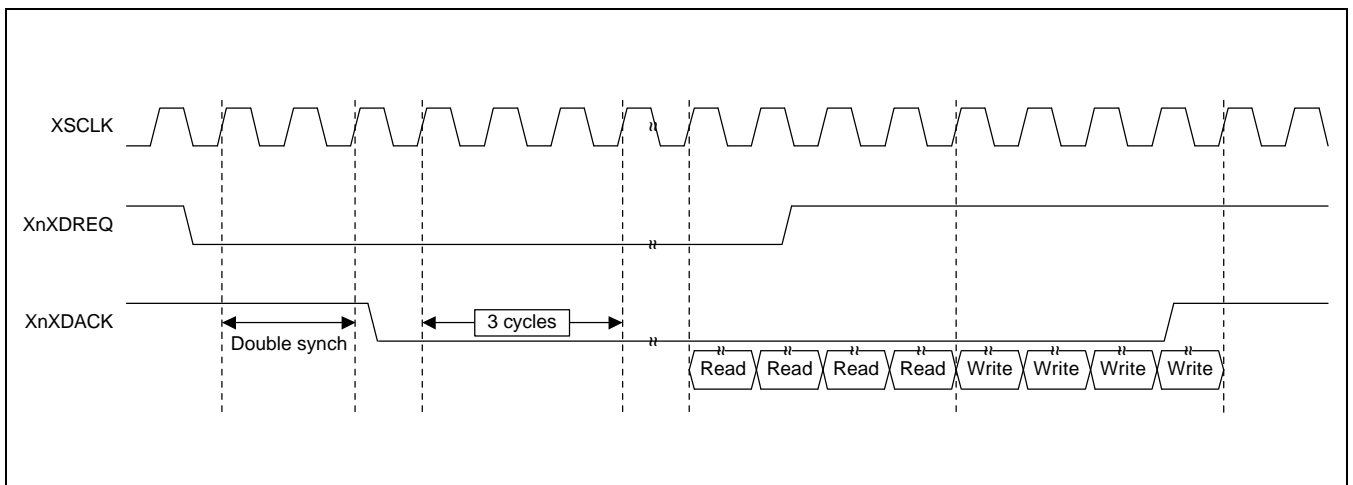 XSCLK
XnXDREQ
XnXDACK
3 cycles
Double synch
Read Read Read Read Write Write Write Write